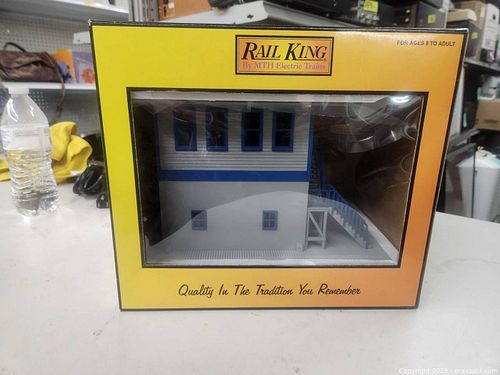 RAIL KING
By MTH Electric Trains
FOR AGES 8 TO ADULT
Quality In The Tradition You Remember
Copyright 2025 - maxsold.com